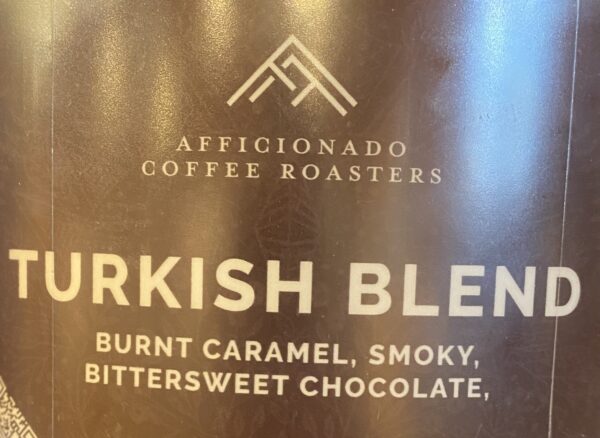 AFFICIONADO
COFFEE ROASTERS
TURKISH BLEND
BURNT CARAMEL, SMOKY,
BITTERSWEET CHOCOLATE,